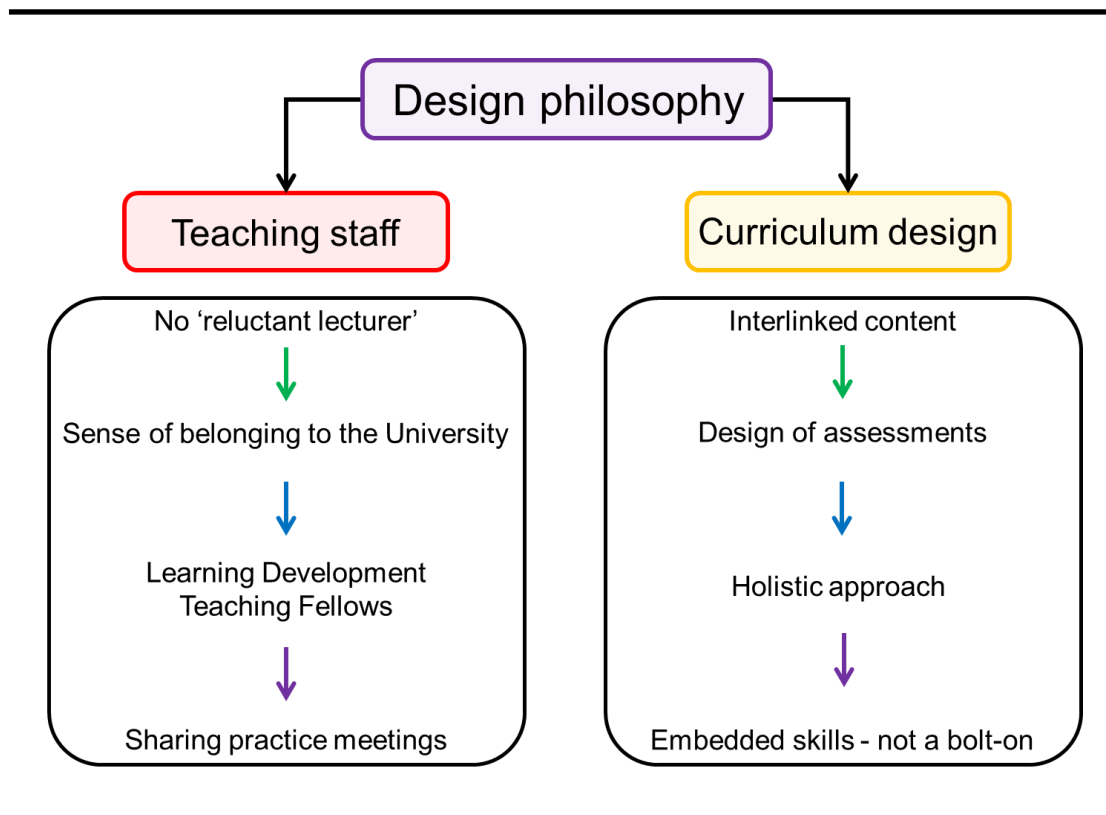 Design philosophy
Teaching staff
No ‘reluctant lecturer’
Sense of belonging to the University
Learning Development
Teaching Fellows
Sharing practice meetings
Curriculum design
Interlinked content
Design of assessments
Holistic approach
Embedded skills - not a bolt-on